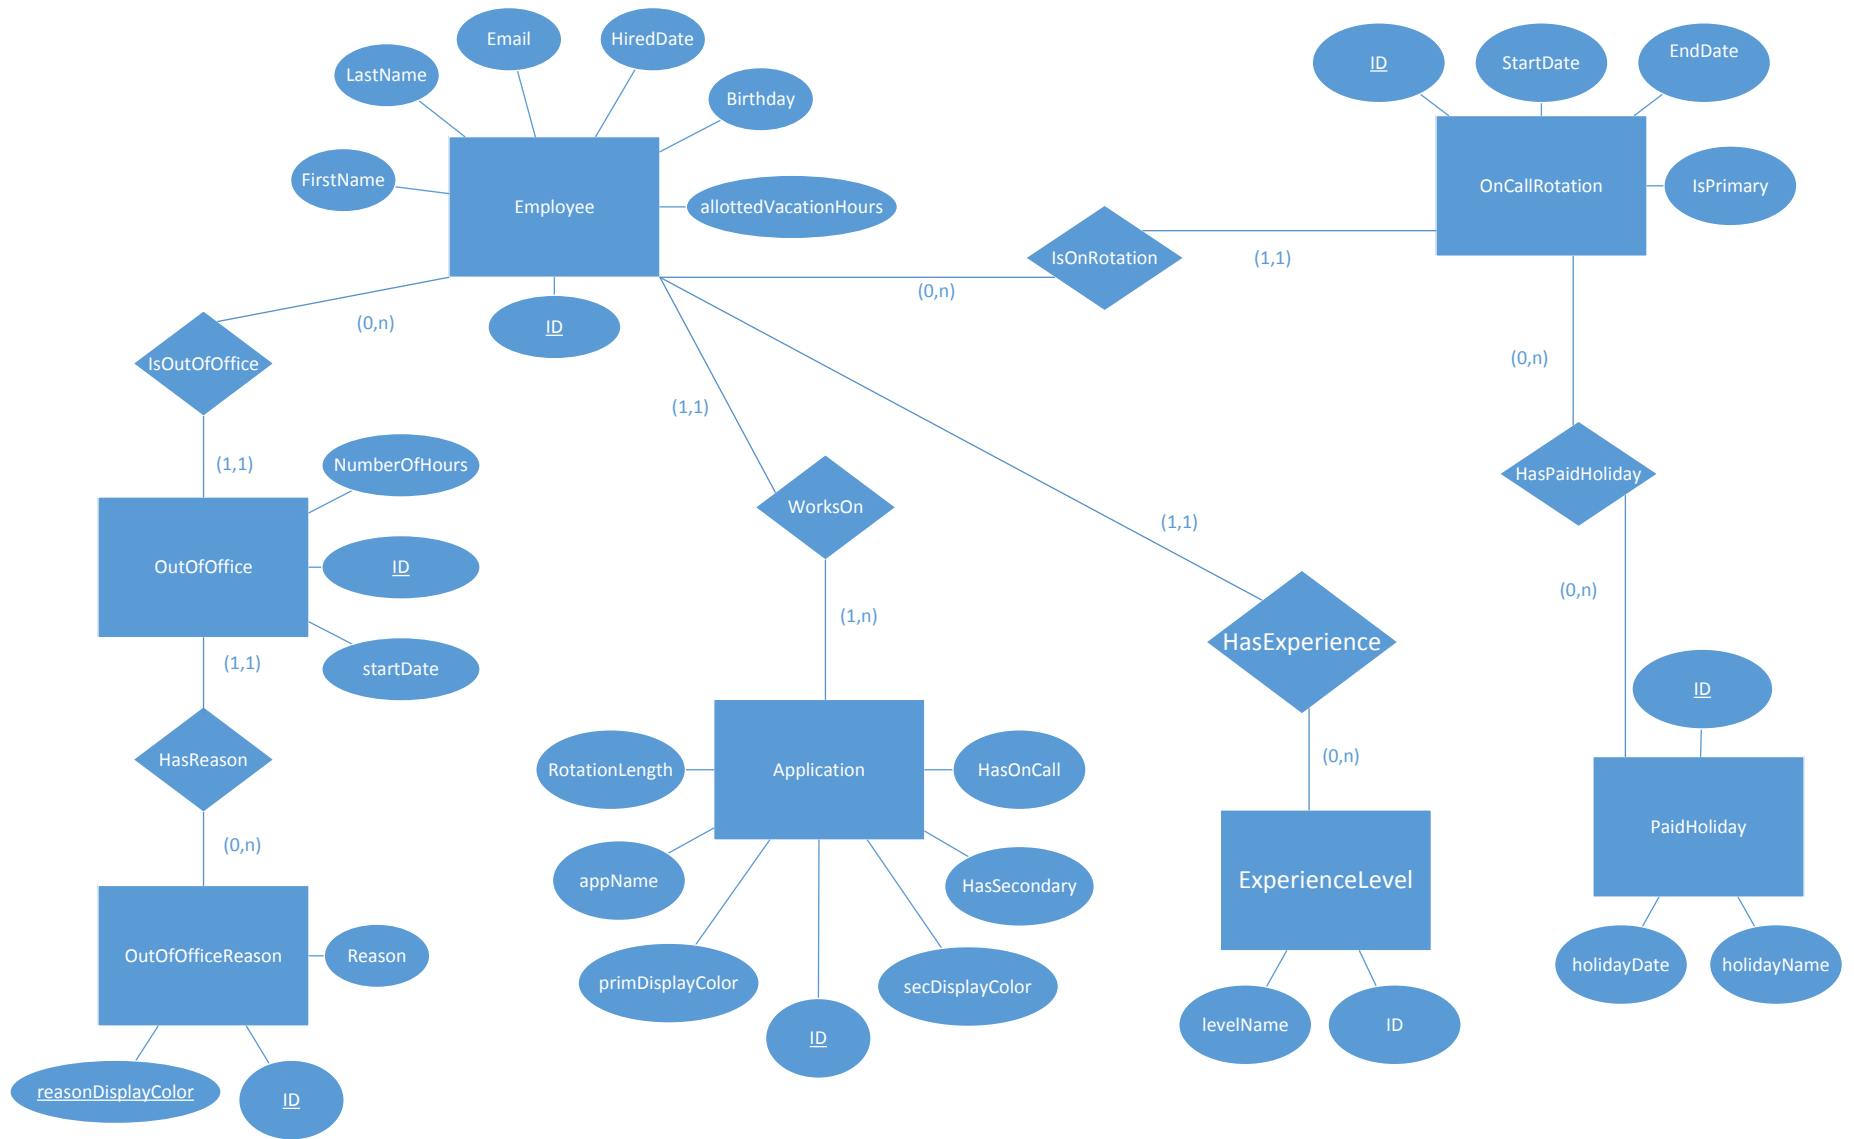 Email
HiredDate
LastName
Birthday
FirstName
Employee
allottedVacationHours
ID
ID
StartDate
EndDate
OnCallRotation
IsPrimary
IsOnRotation
(1,1)
(0,n)
(0,n)
IsOutOfOffice
(0,n)
(1,1)
(1,1)
NumberOfHours
OutOfOffice
ID
startDate
(1,1)
WorksOn
(1,n)
(1,1)
HasExperience
HasPaidHoliday
(0,n)
ID
HasReason
(0,n)
RotationLength
Application
HasOnCall
appName
HasSecondary
primDisplayColor
secDisplayColor
ID
(0,n)
ExperienceLevel
levelName
ID
PaidHoliday
holidayDate
holidayName
OutOfOfficeReason
Reason
reasonDisplayColor
ID